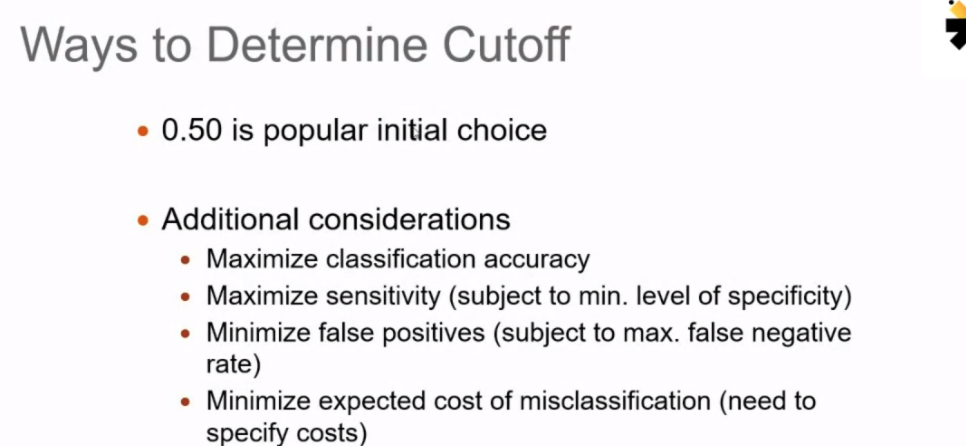 Ways to Determine Cutoff
• 0.50 is popular initial choice
• Additional considerations
• Maximize classification accuracy
• Maximize sensitivity (subject to min. level of specificity)
• Minimize false positives (subject to max. false negative
rate)
• Minimize expected cost of misclassification (need to
specify costs)